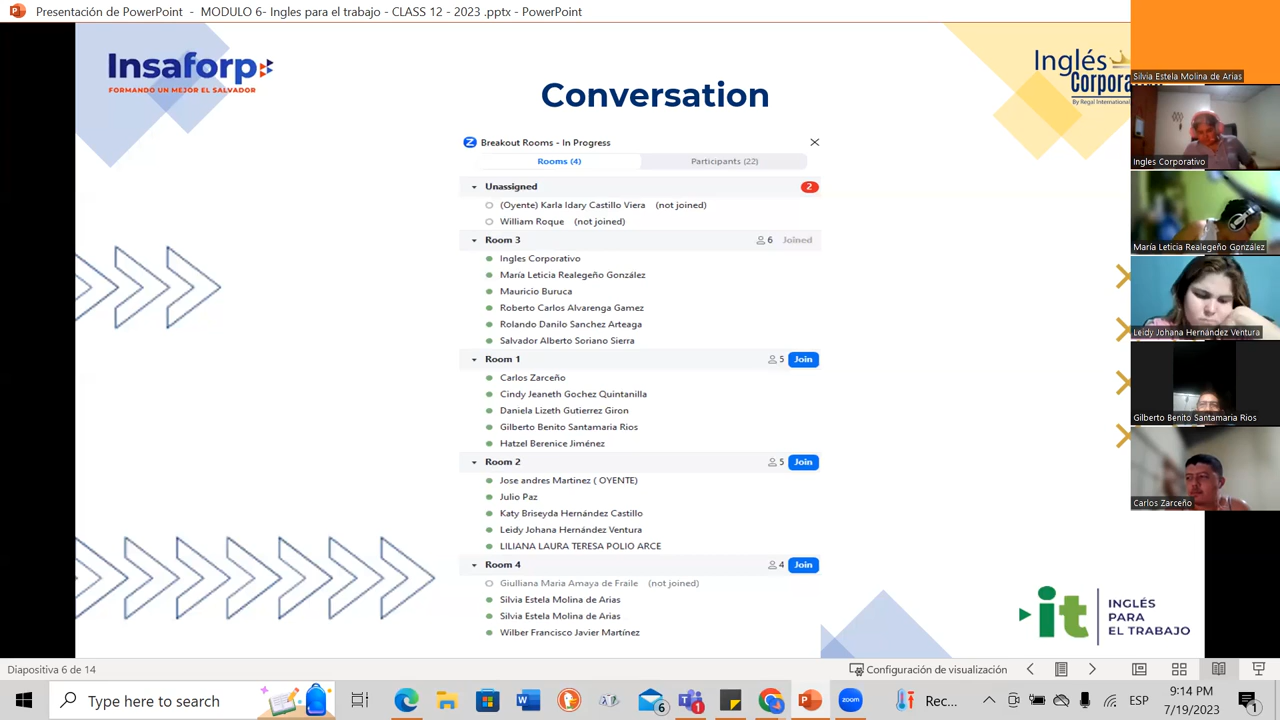 Presentación de PowerPoint - MODULO 6- Ingles para el trabajo - CLASS 12 - 2023 .pptx - PowerPoint
Insaforp
FORMANDO UN MEJOR EL SALVADOR
Inglés
Corpora
By Regal International
Conversation
Breakout Rooms - In Progress
Rooms (4)
Participants (22)
Unassigned 2
(Oyente) Karla Idary Castillo Viera (not joined)
William Roque (not joined)
Room 3 6 Joined
Ingles Corporativo
María Leticia Realegeño González
Mauricio Buruca
Roberto Carlos Alvarenga Gamez
Rolando Danilo Sanchez Arteaga
Salvador Alberto Soriano Sierra
Room 1 5 Join
Carlos Zarceño
Cindy Jeaneth Gochez Quintanilla
Daniela Lizeth Gutierrez Giron
Gilberto Benito Santamaria Rios
Hatzel Berenice Jiménez
Room 2 5 Join
Jose andres Martinez ( OYENTE)
Julio Paz
Katy Briseyda Hernández Castillo
Leidy Johana Hernández Ventura
LILIANA LAURA TERESA POLIO ARCE
Room 4 4 Join
Giulliana Maria Amaya de Fraile (not joined)
Silvia Estela Molina de Arias
Silvia Estela Molina de Arias
Wilber Francisco Javier Martínez
Silvia Estela Molina de Arias
Ingles Corporativo
María Leticia Realegeño González
Leidy Johana Hernández Ventura
Gilberto Benito Santamaria Rios
Carlos Zarceño
it INGLÉS
PARA
EL TRABAJO
Diapositiva 6 de 14
Configuración de visualización
Type here to search
6
1
Rec...
ESP
9:14 PM
7/19/2023
1